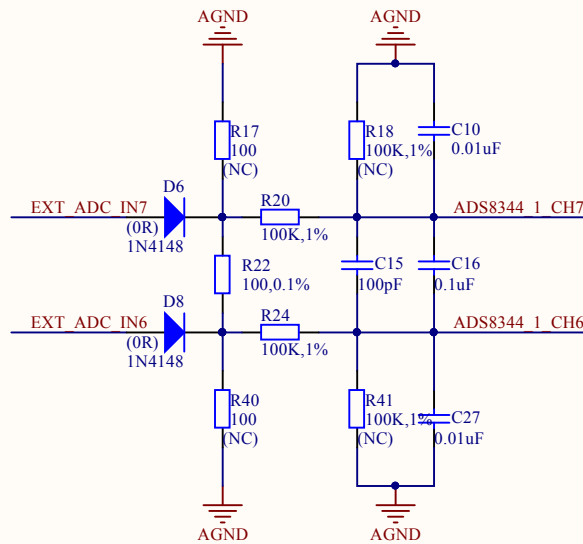 AGND
AGND
R17
100
(NC)
R18
100K,1%
(NC)
C10
0.01uF
D6
EXT_ADC_IN7
(0R)
1N4148
R20
100K,1%
ADS8344_1_CH7
R22
100,0.1%
C15
100pF
C16
0.1uF
D8
EXT_ADC_IN6
(0R)
1N4148
R24
100K,1%
ADS8344_1_CH6
R40
100
(NC)
R41
100K,1%
(NC)
C27
0.01uF
AGND
AGND